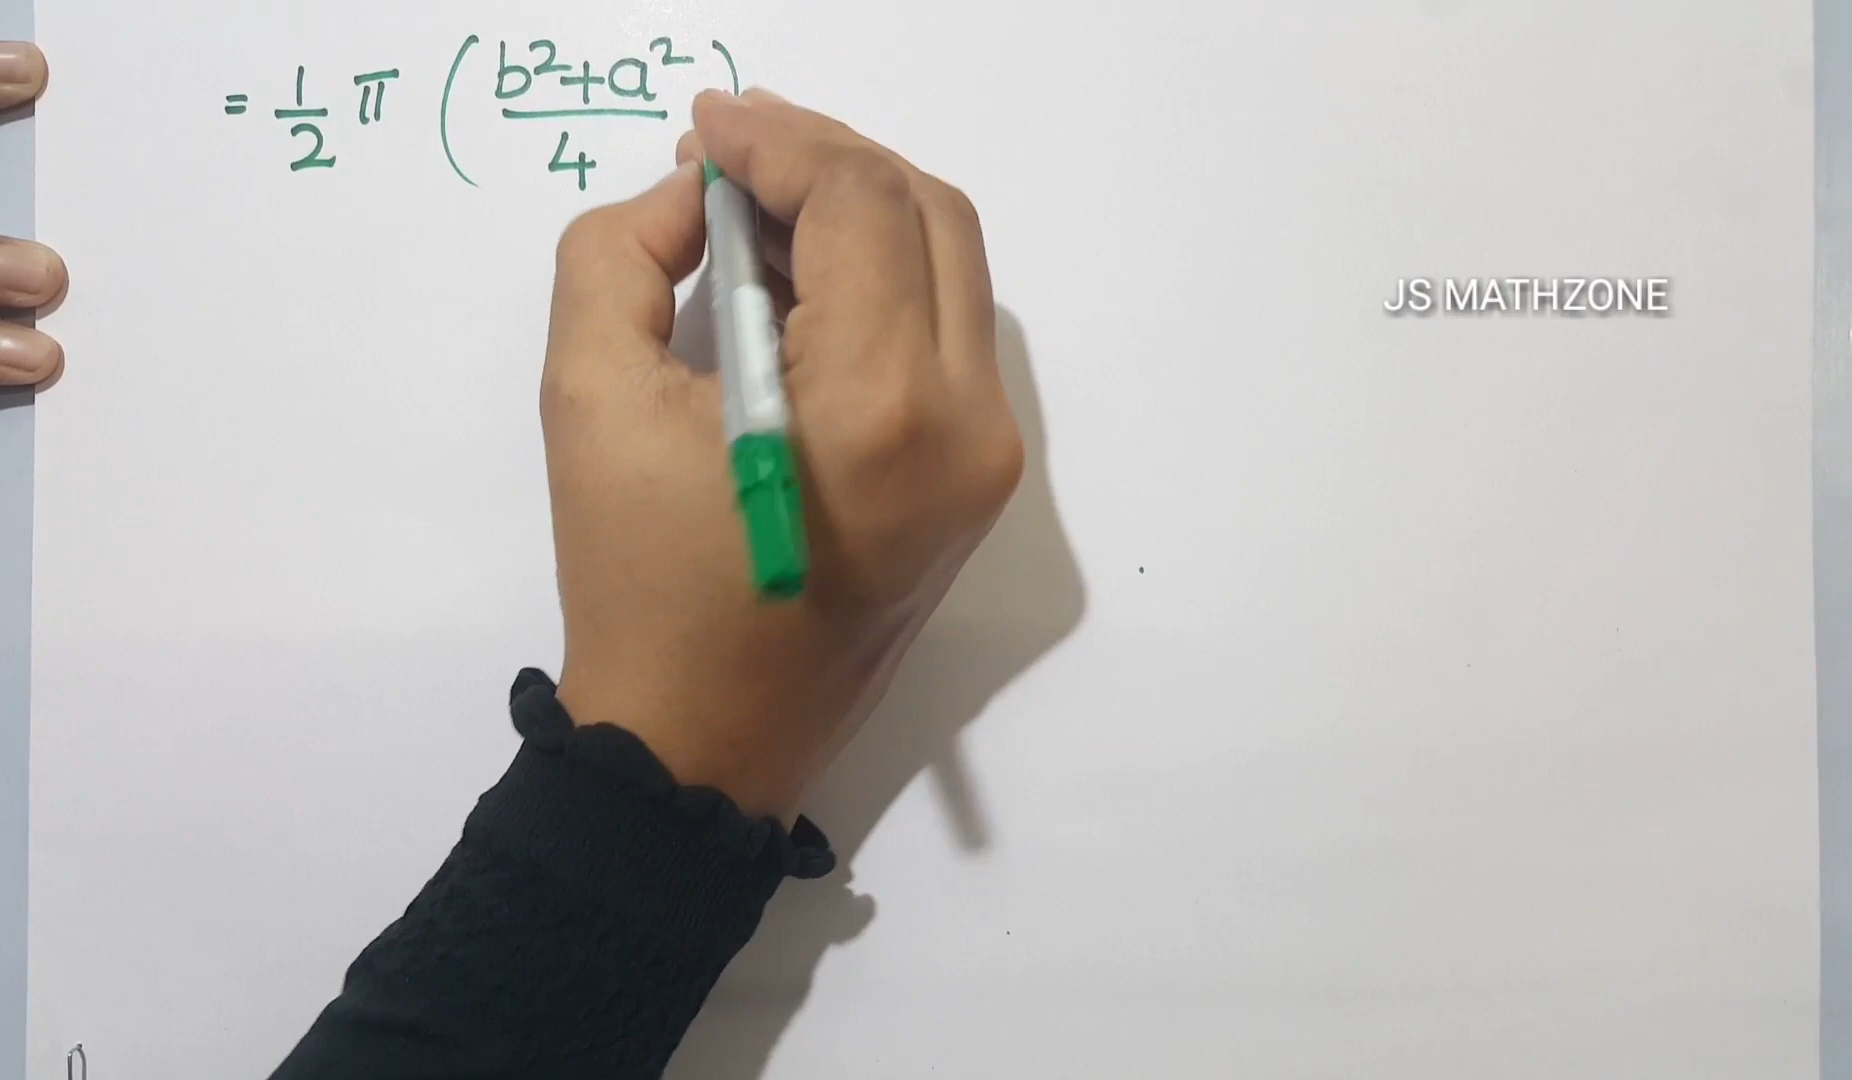 = 1/2 π ( b²+a² / 4 )
JS MATHZONE